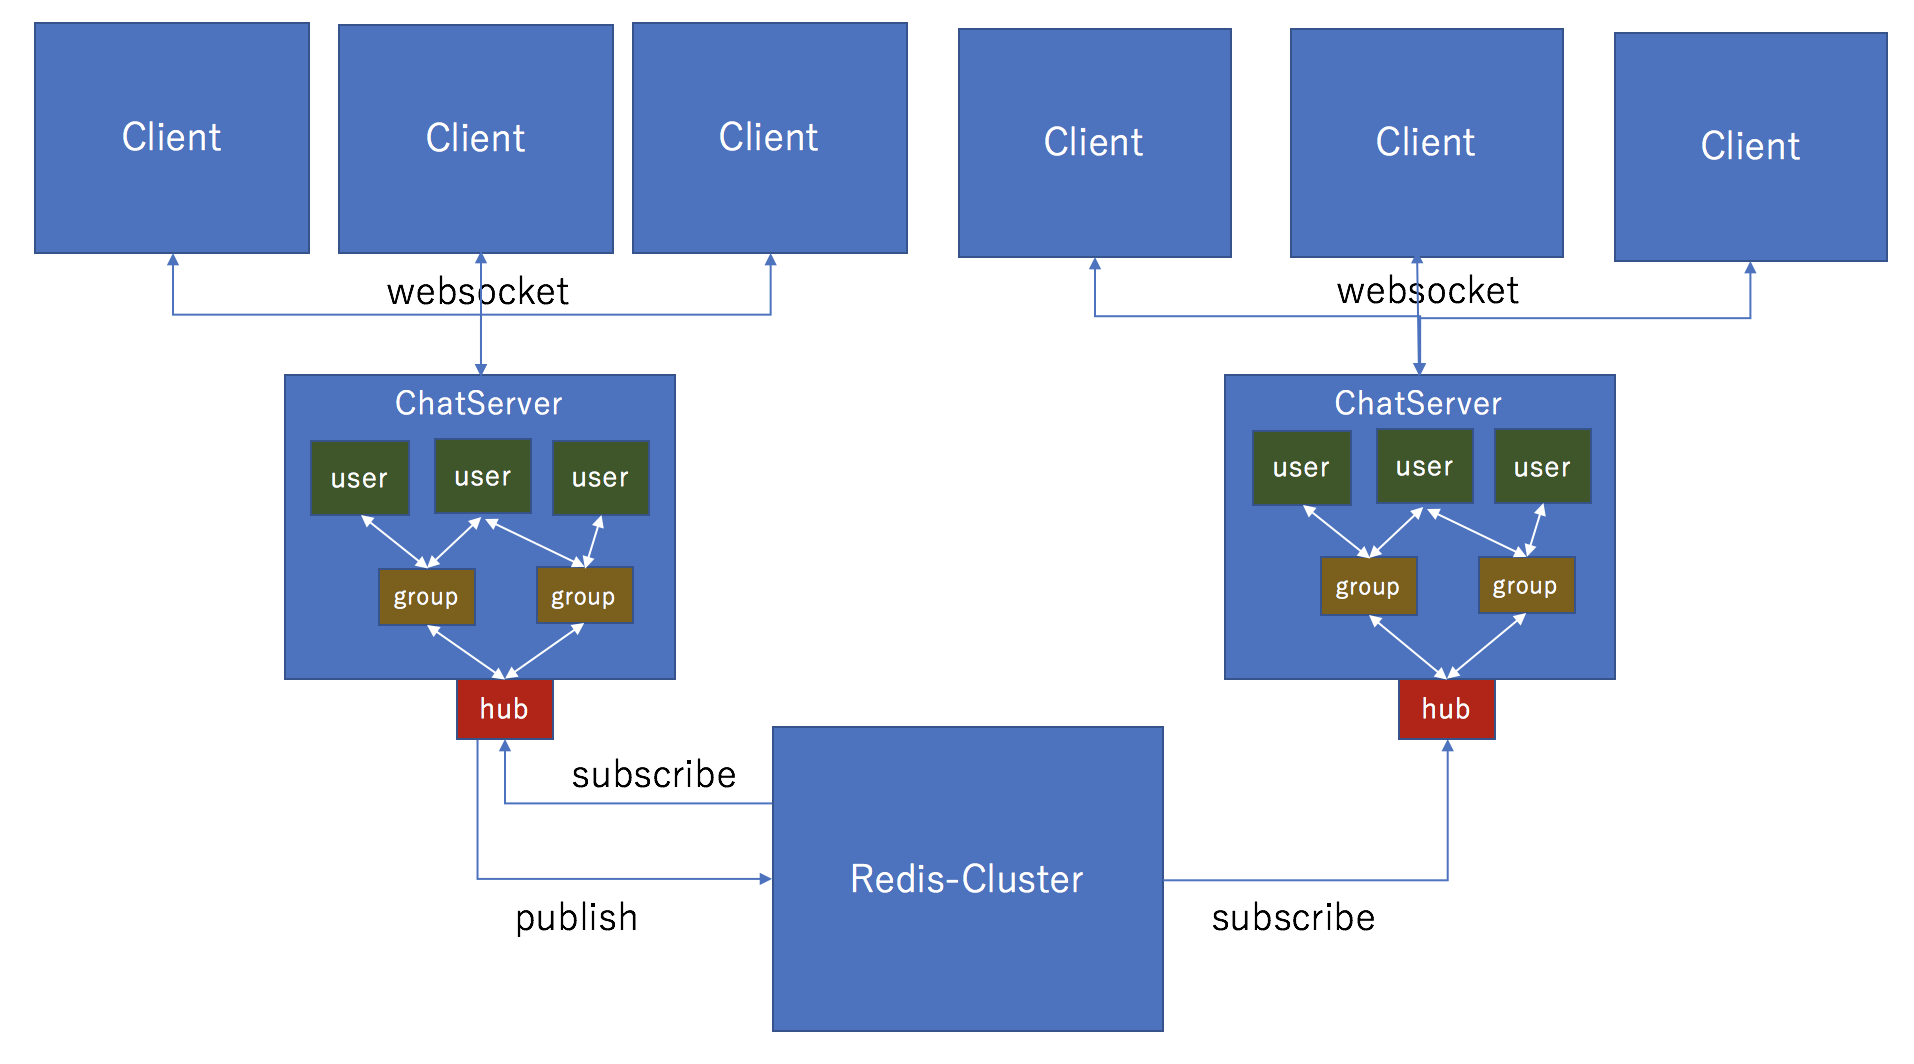 Client
Client
Client
Client
Client
Client
websocket
websocket
ChatServer
user
user
user
group
group
hub
ChatServer
user
user
user
group
group
hub
subscribe
publish
Redis-Cluster
subscribe